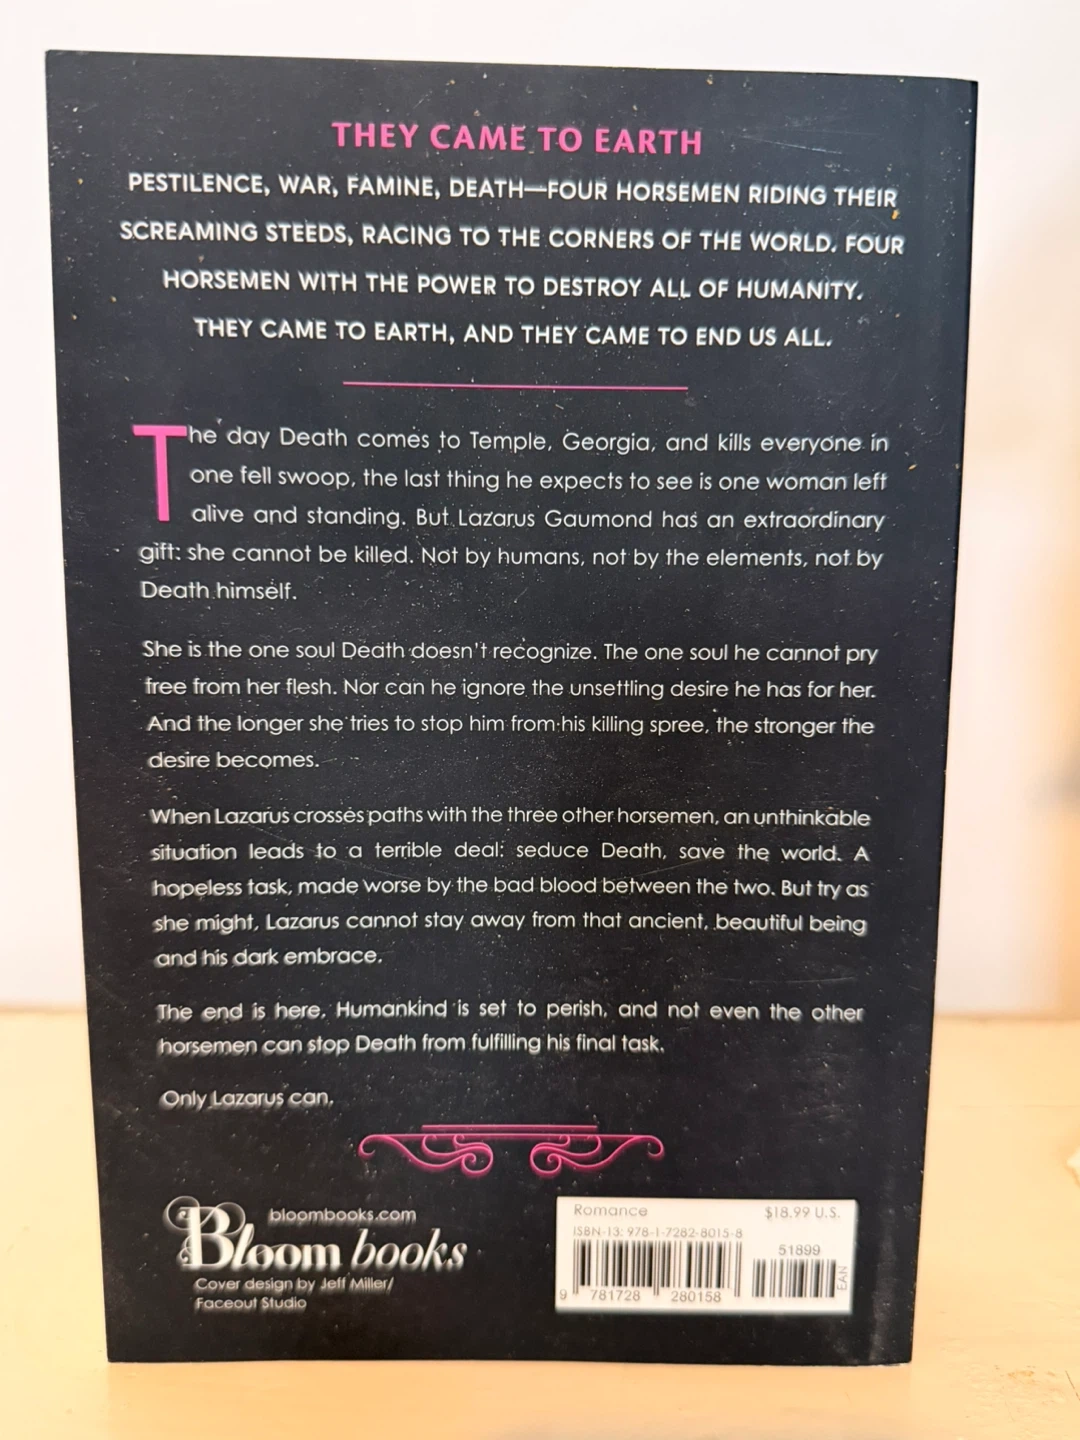 THEY CAME TO EARTH
PESTILENCE, WAR, FAMINE, DEATH—FOUR HORSEMEN RIDING THEIR
SCREAMING STEEDS, RACING TO THE CORNERS OF THE WORLD. FOUR
HORSEMEN WITH THE POWER TO DESTROY ALL OF HUMANITY.
THEY CAME TO EARTH, AND THEY CAME TO END US ALL.
The day Death comes to Temple, Georgia, and kills everyone in
one fell swoop, the last thing he expects to see is one woman left
alive and standing. But Lazarus Gaumond has an extraordinary
gift: she cannot be killed. Not by humans, not by the elements, not by
Death himself.
She is the one soul Death doesn't recognize. The one soul he cannot pry
free from her flesh. Nor can he ignore the unsettling desire he has for her.
And the longer she tries to stop him from his killing spree, the stronger the
desire becomes.
When Lazarus crosses paths with the three other horsemen, an unthinkable
situation leads to a terrible deal: seduce Death, save the world. A
hopeless task, made worse by the bad blood between the two. But try as
she might, Lazarus cannot stay away from that ancient, beautiful being
and his dark embrace.
The end is here. Humankind is set to perish, and not even the other
horsemen can stop Death from fulfilling his final task.
Only Lazarus can.
bloombooks.com
Bloom books
Cover design by Jeff Miller/
Faceout Studio
Romance $18.99 U.S.
ISBN-13: 978-1-7282-8015-8
51899
9 781728 280158
EAN